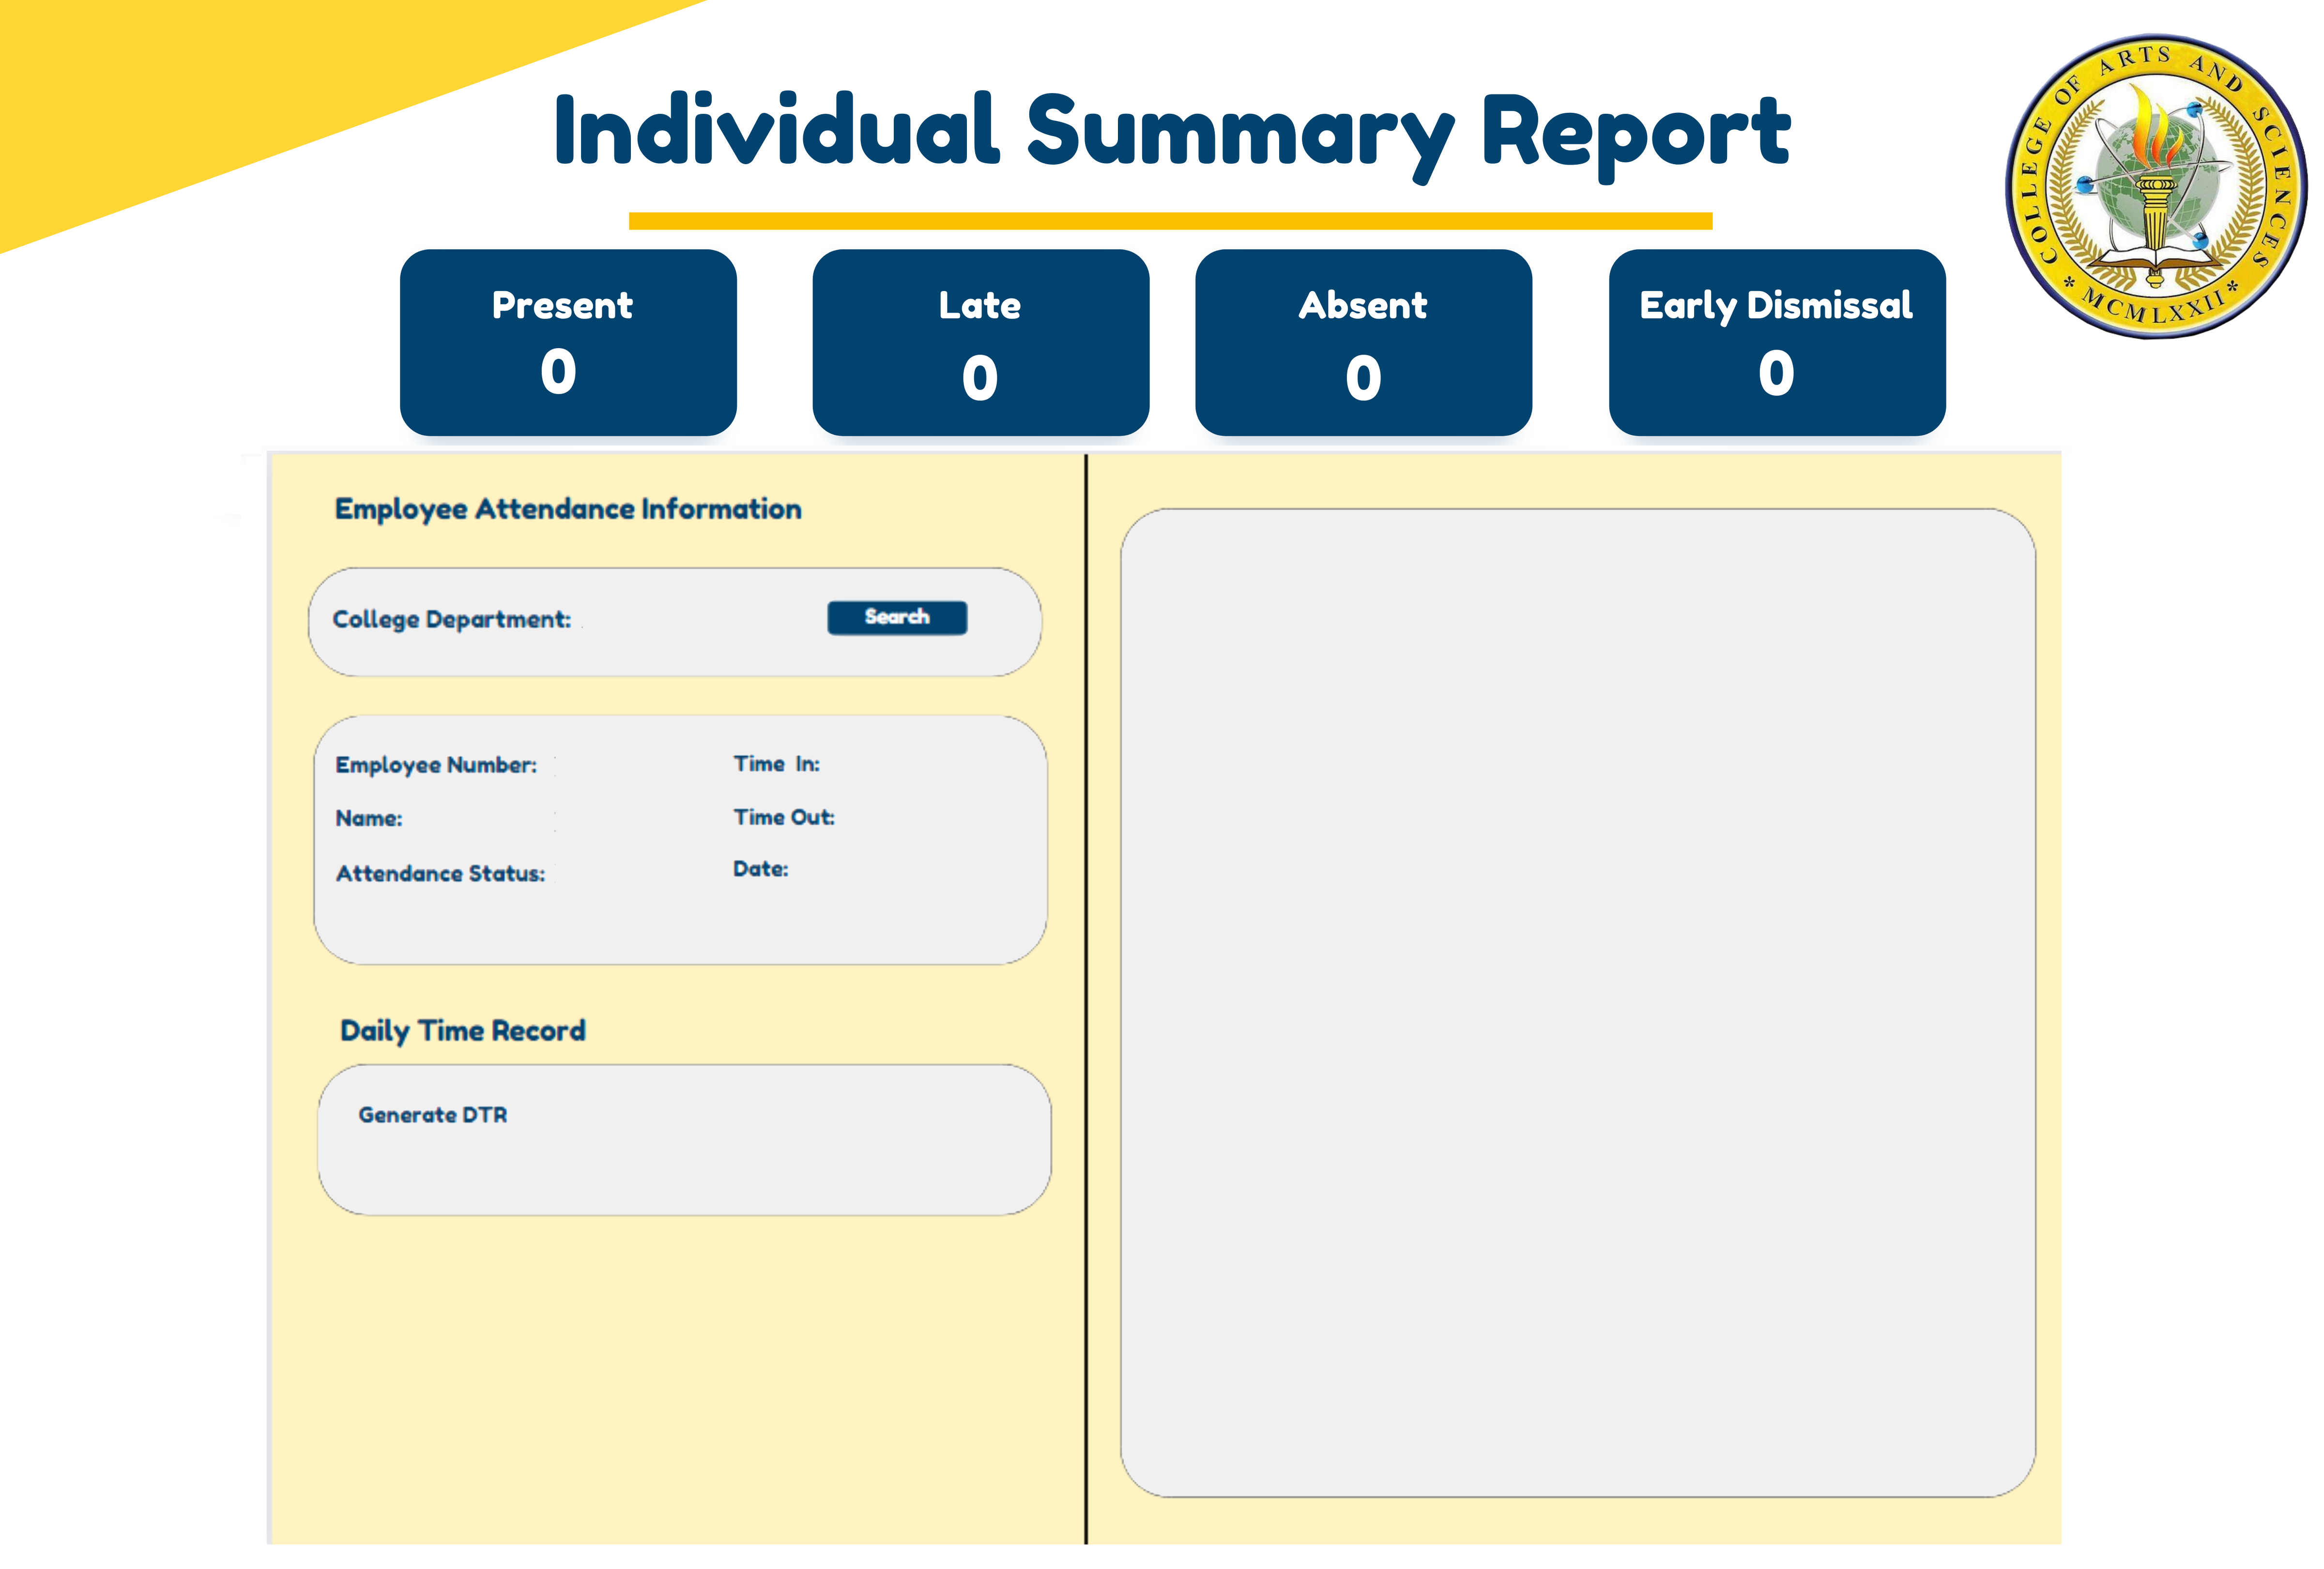 Individual Summary Report
COLLEGE OF ARTS AND SCIENCES
* MCMLXXII *
Present
0
Late
0
Absent
0
Early Dismissal
0
Employee Attendance Information
College Department:
Search
Employee Number:
Time In:
Name:
Time Out:
Attendance Status:
Date:
Daily Time Record
Generate DTR